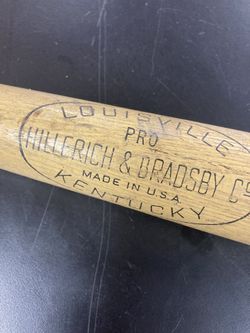 LOUISVILLE
PRO
HILLERICH & BRADSBY Cº
MADE IN U.S.A
KENTUCKY